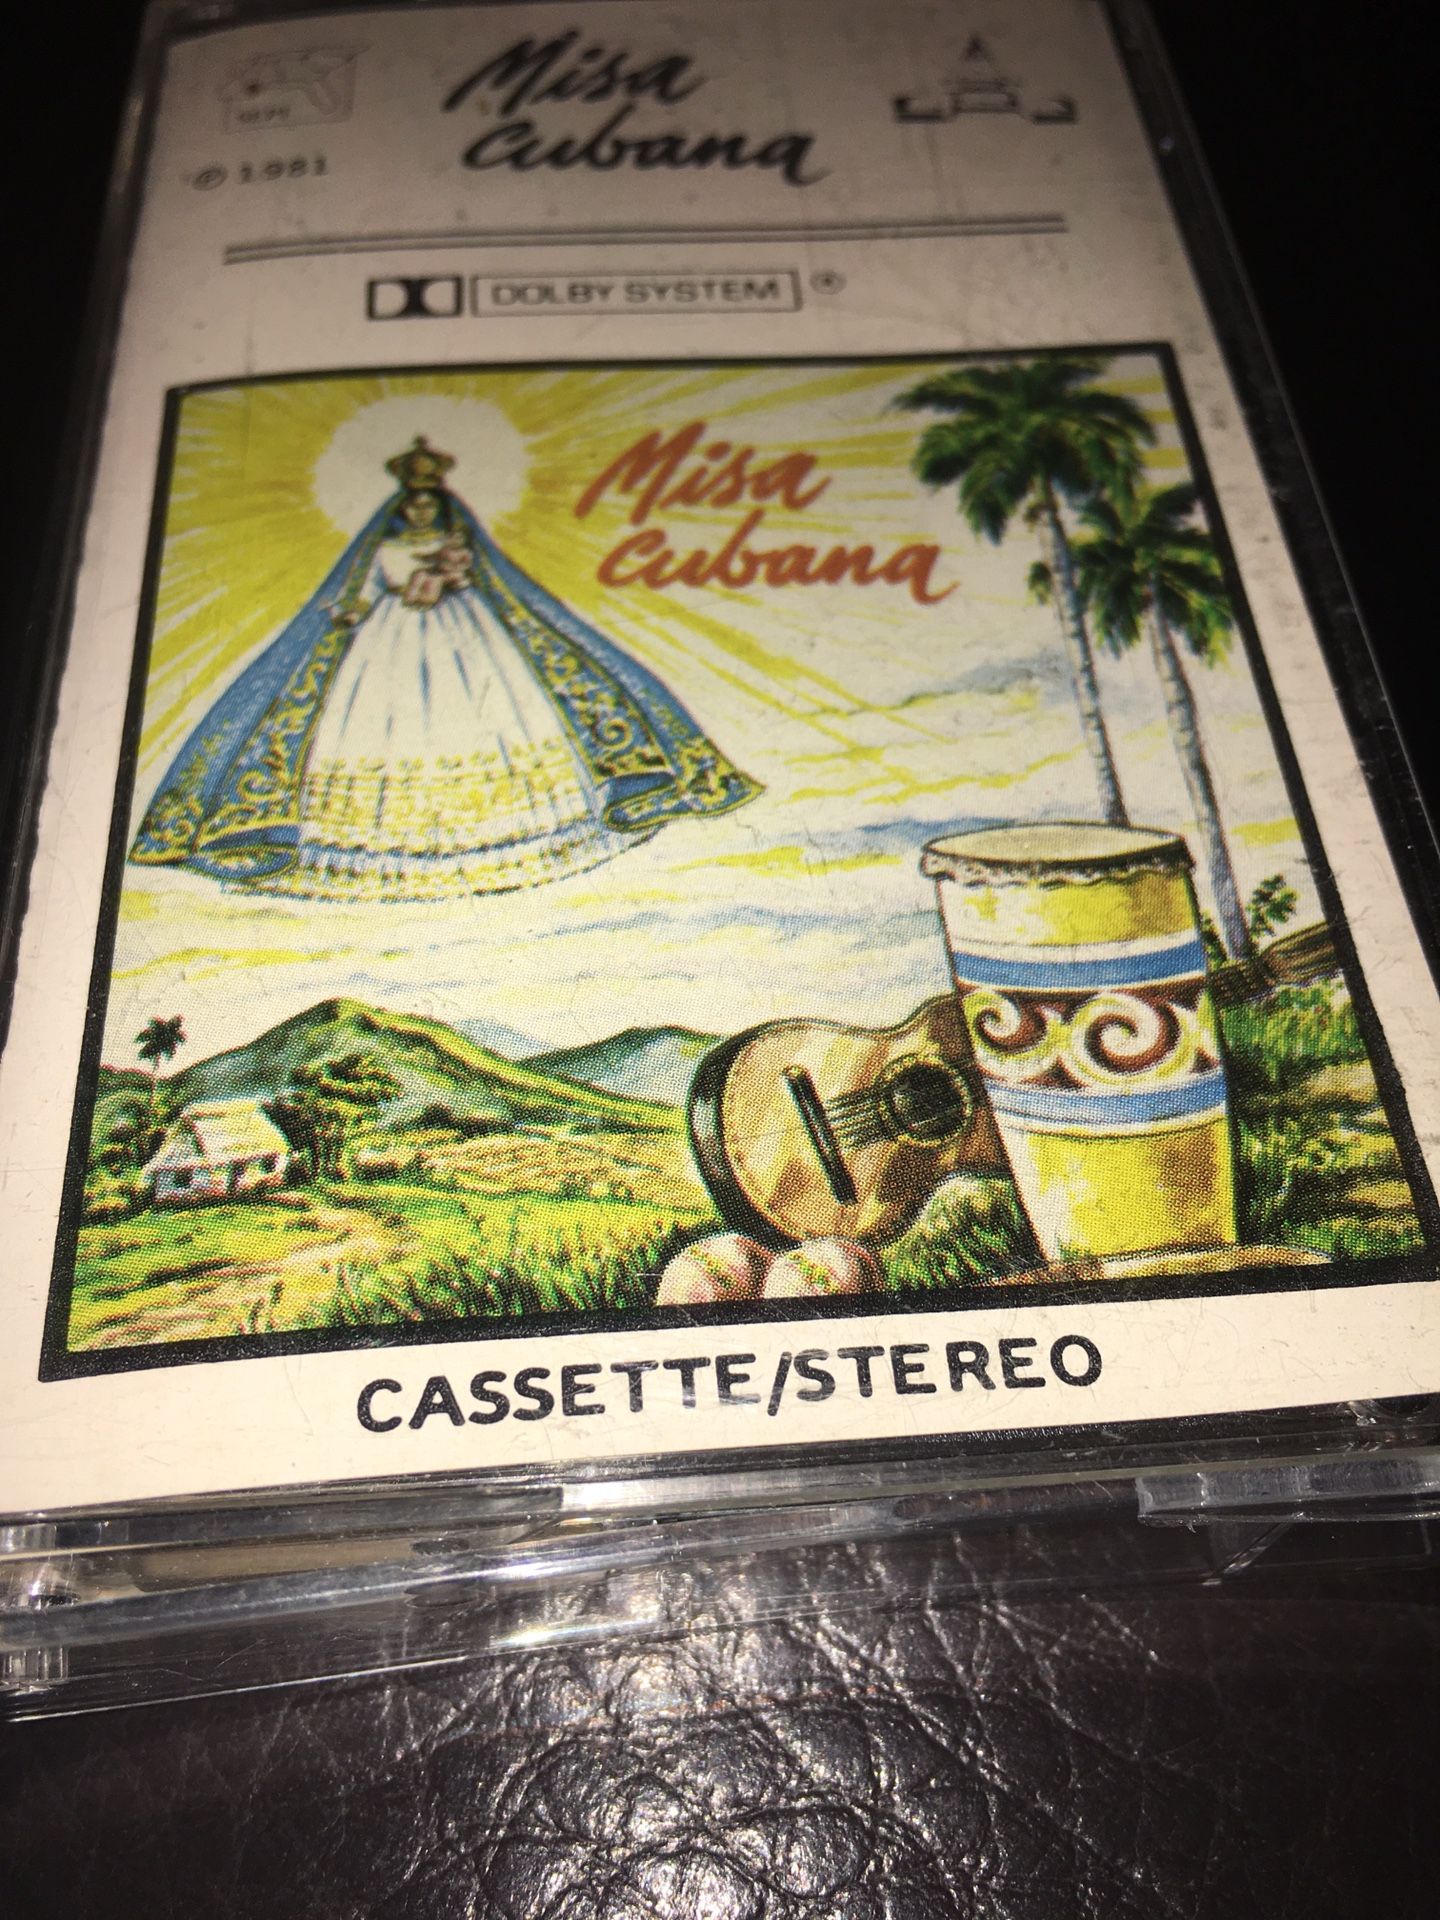 Misa
Cubana
© 1981
DOLBY SYSTEM ®
Misa
Cubana
CASSETTE/STEREO